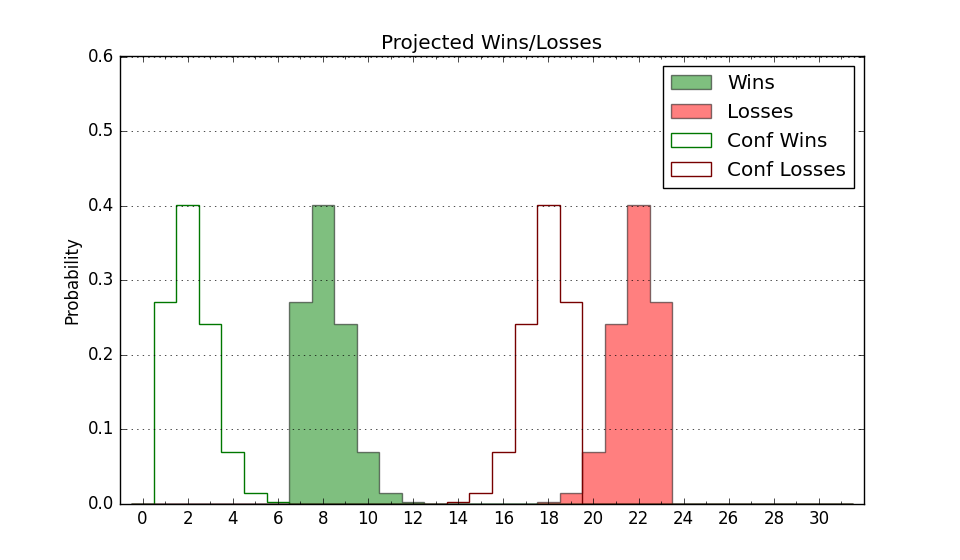 Projected Wins/Losses
0.6
0.5
0.4
0.3
0.2
0.1
0.0
Probability
Wins
Losses
Conf Wins
Conf Losses
0 2 4 6 8 10 12 14 16 18 20 22 24 26 28 30